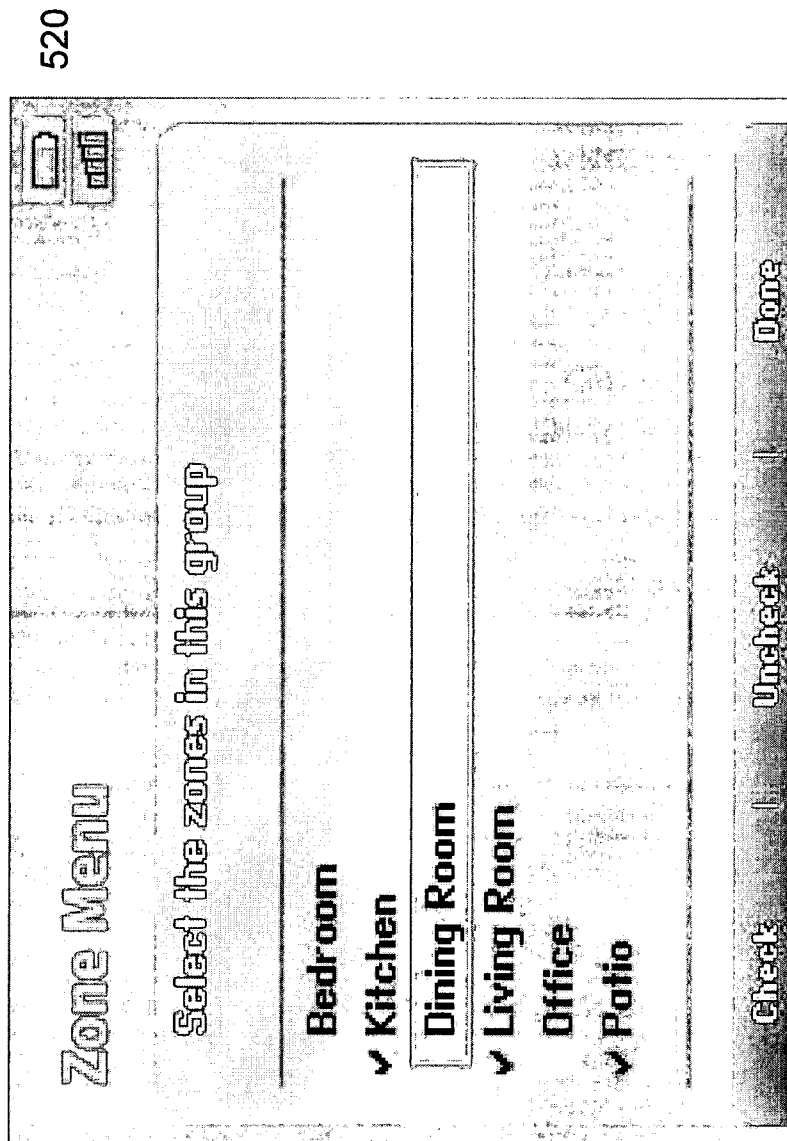 520
Zone Menu
Select the zones in this group
Bedroom
✓ Kitchen
Dining Room
✓ Living Room
Office
✓ Patio
Check | Uncheck | Done